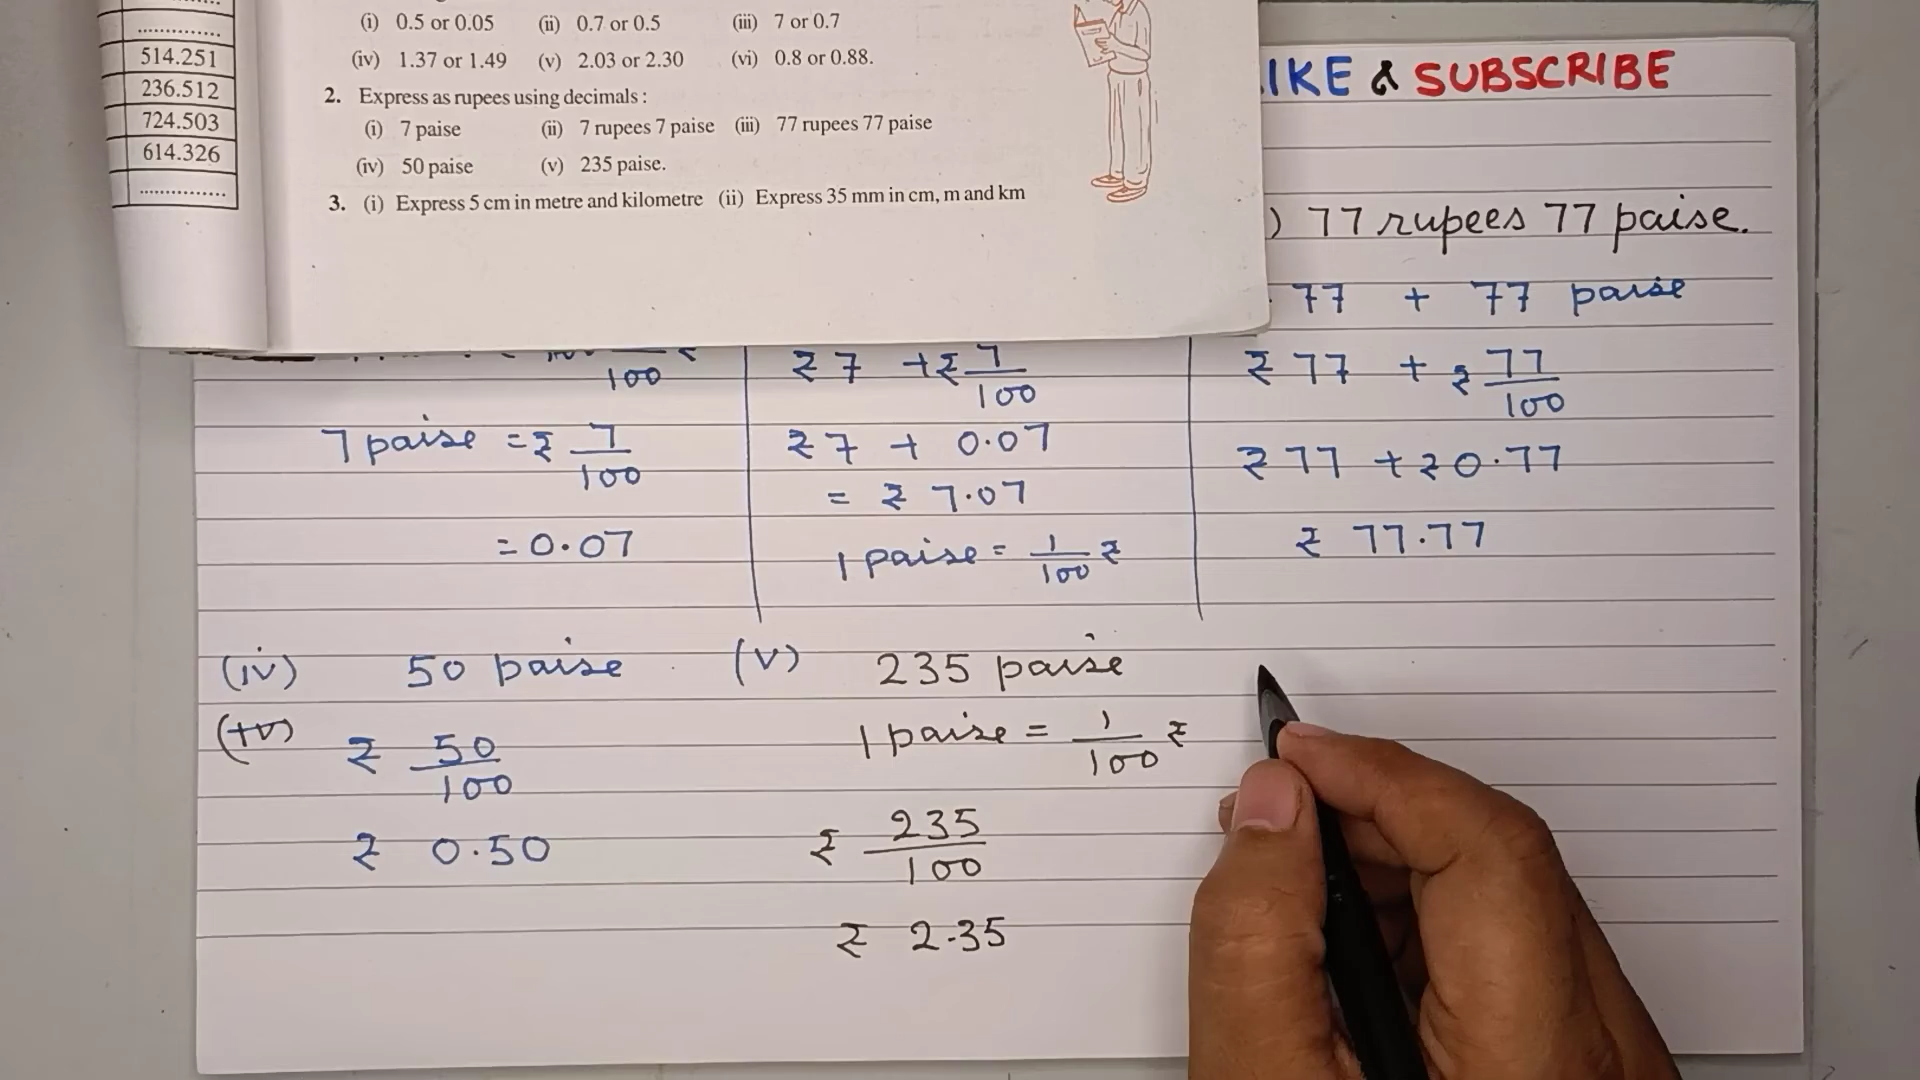 ..............
514.251
236.512
724.503
614.326
...............
(i) 0.5 or 0.05 (ii) 0.7 or 0.5 (iii) 7 or 0.7
(iv) 1.37 or 1.49 (v) 2.03 or 2.30 (vi) 0.8 or 0.88.
2. Express as rupees using decimals :
(i) 7 paise (ii) 7 rupees 7 paise (iii) 77 rupees 77 paise
(iv) 50 paise (v) 235 paise.
3. (i) Express 5 cm in metre and kilometre (ii) Express 35 mm in cm, m and km
IKE & SUBSCRIBE
) 77 rupees 77 paise.
77 + 77 paise
₹ 77 + ₹ 77/100
₹ 77 + ₹ 0.77
₹ 77.77
100
7 paise = ₹ 7/100
= 0.07
₹ 7 + ₹ 7/100
₹ 7 + 0.07
= ₹ 7.07
1 paise = 1/100 ₹
(iv) 50 paise
₹ 50/100
₹ 0.50
(v) 235 paise
1 paise = 1/100 ₹
₹ 235/100
₹ 2.35